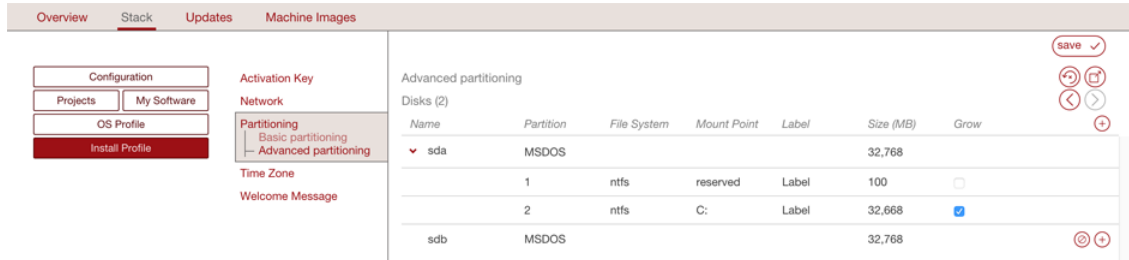 Overview Stack Updates Machine Images
save
Configuration
Projects My Software
OS Profile
Install Profile
Activation Key
Network
Partitioning
Basic partitioning
Advanced partitioning
Time Zone
Welcome Message
Advanced partitioning
Disks (2)
Name Partition File System Mount Point Label Size (MB) Grow
sda MSDOS 32,768
1 ntfs reserved Label 100
2 ntfs C: Label 32,668
sdb MSDOS 32,768